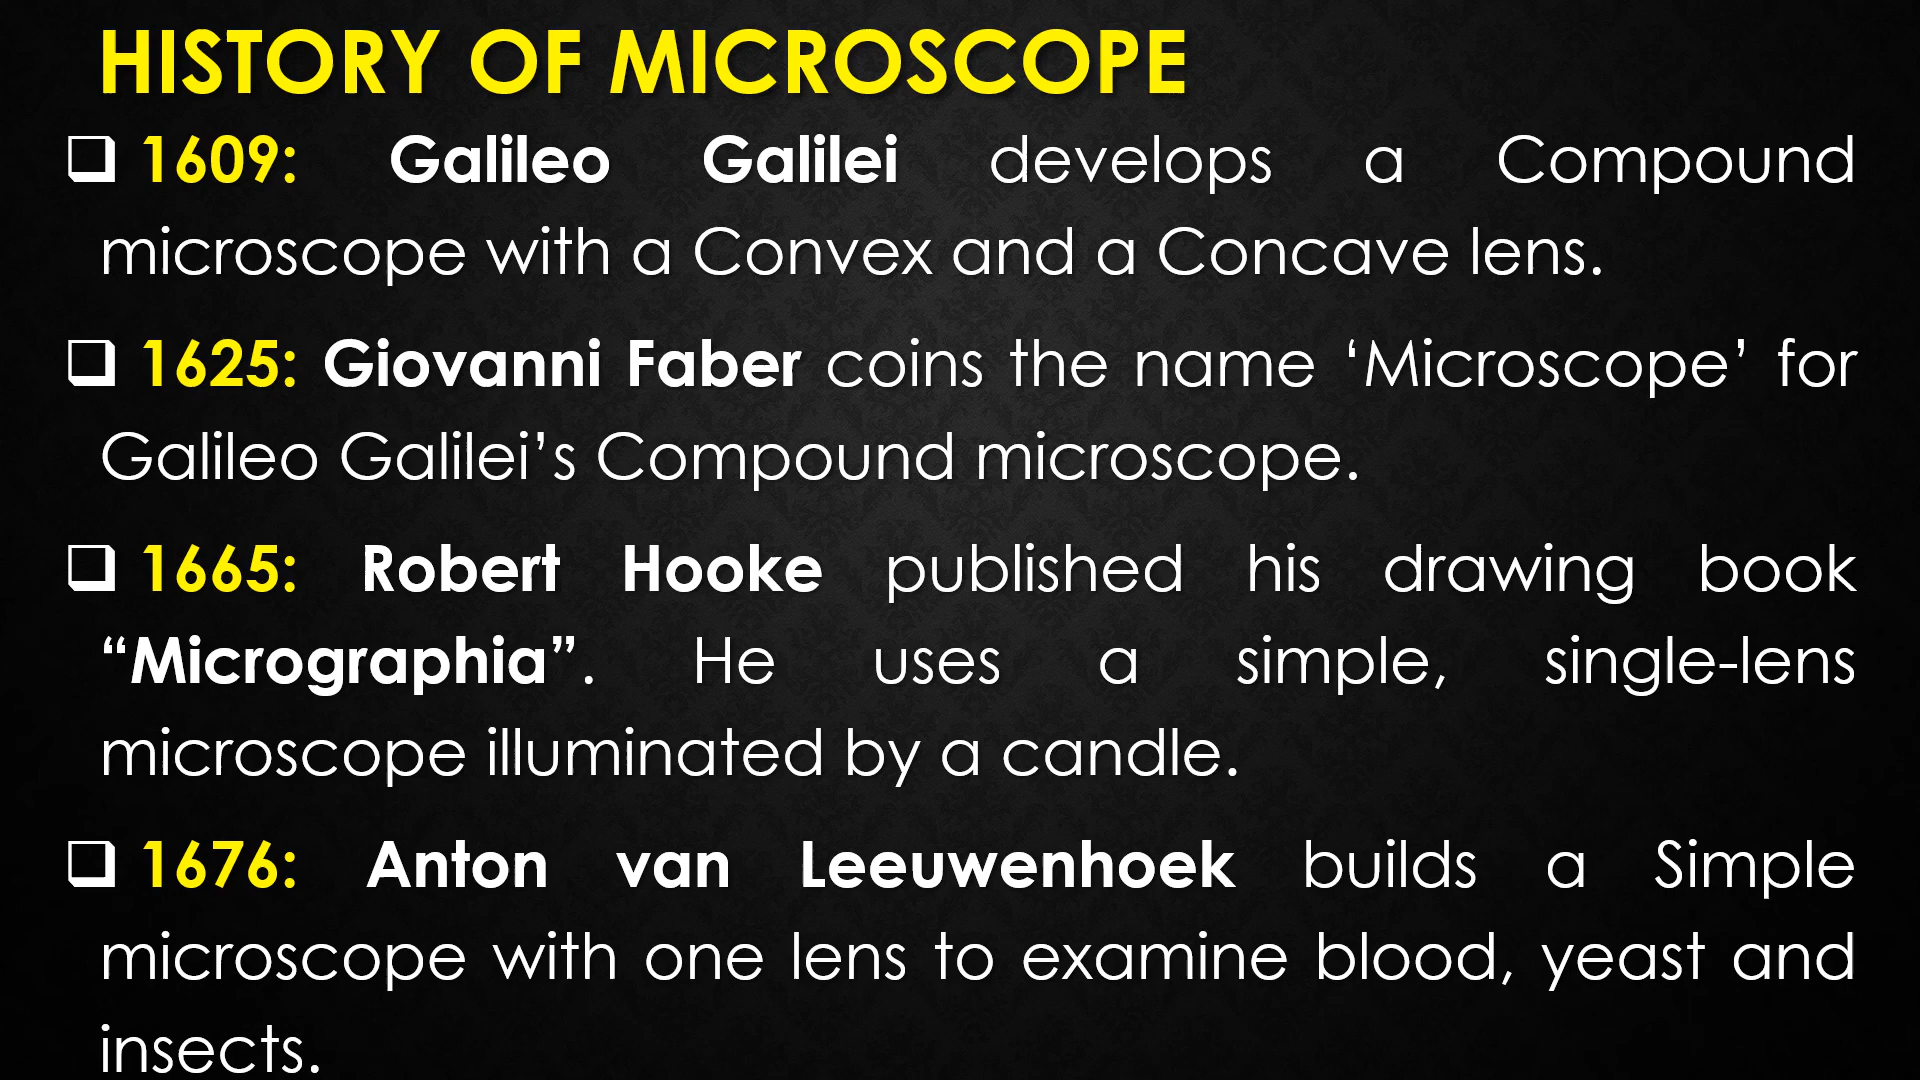 HISTORY OF MICROSCOPE
❑ 1609: Galileo Galilei develops a Compound
microscope with a Convex and a Concave lens.
❑ 1625: Giovanni Faber coins the name ‘Microscope’ for
Galileo Galilei’s Compound microscope.
❑ 1665: Robert Hooke published his drawing book
“Micrographia”. He uses a simple, single-lens
microscope illuminated by a candle.
❑ 1676: Anton van Leeuwenhoek builds a Simple
microscope with one lens to examine blood, yeast and
insects.